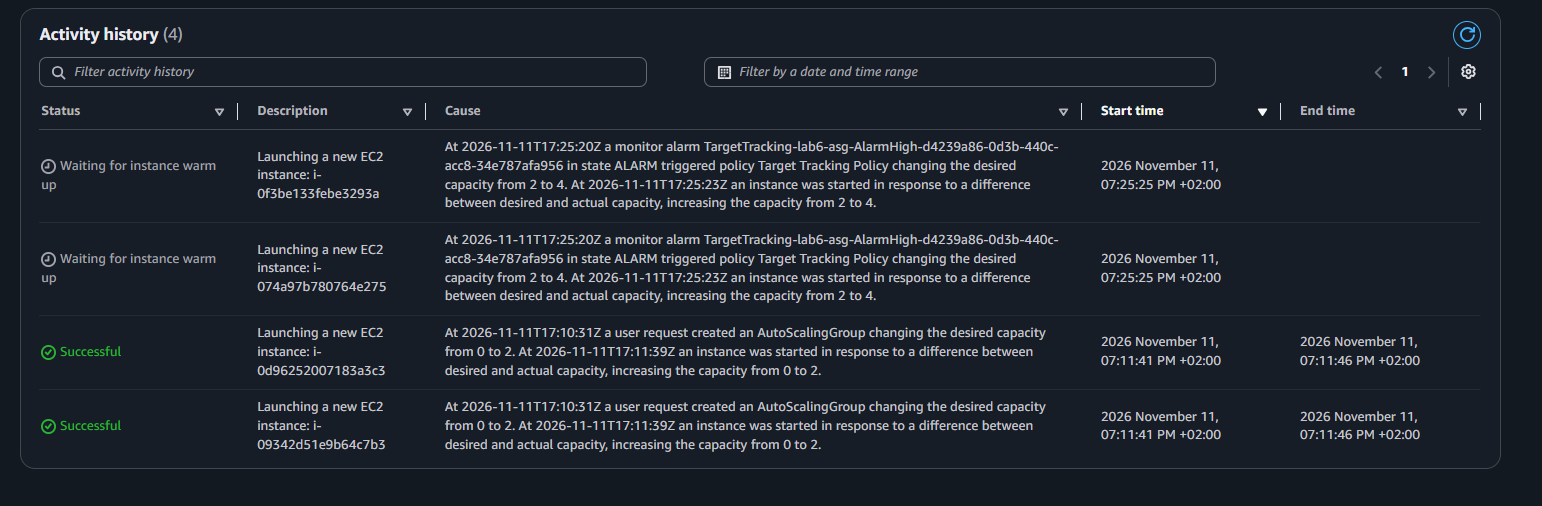 Activity history (4)
Filter activity history
Filter by a date and time range
1
Status
Description
Cause
Start time
End time
Waiting for instance warm
up
Launching a new EC2
instance: i-
0f3be133febe3293a
At 2026-11-11T17:25:20Z a monitor alarm TargetTracking-lab6-asg-AlarmHigh-d4239a86-0d3b-440c-
acc8-34e787afa956 in state ALARM triggered policy Target Tracking Policy changing the desired
capacity from 2 to 4. At 2026-11-11T17:25:23Z an instance was started in response to a difference
between desired and actual capacity, increasing the capacity from 2 to 4.
2026 November 11,
07:25:25 PM +02:00
Waiting for instance warm
up
Launching a new EC2
instance: i-
074a97b780764e275
At 2026-11-11T17:25:20Z a monitor alarm TargetTracking-lab6-asg-AlarmHigh-d4239a86-0d3b-440c-
acc8-34e787afa956 in state ALARM triggered policy Target Tracking Policy changing the desired
capacity from 2 to 4. At 2026-11-11T17:25:23Z an instance was started in response to a difference
between desired and actual capacity, increasing the capacity from 2 to 4.
2026 November 11,
07:25:25 PM +02:00
Successful
Launching a new EC2
instance: i-
0d96252007183a3c3
At 2026-11-11T17:10:31Z a user request created an AutoScalingGroup changing the desired capacity
from 0 to 2. At 2026-11-11T17:11:39Z an instance was started in response to a difference between
desired and actual capacity, increasing the capacity from 0 to 2.
2026 November 11,
07:11:41 PM +02:00
2026 November 11,
07:11:46 PM +02:00
Successful
Launching a new EC2
instance: i-
09342d51e9b64c7b3
At 2026-11-11T17:10:31Z a user request created an AutoScalingGroup changing the desired capacity
from 0 to 2. At 2026-11-11T17:11:39Z an instance was started in response to a difference between
desired and actual capacity, increasing the capacity from 0 to 2.
2026 November 11,
07:11:41 PM +02:00
2026 November 11,
07:11:46 PM +02:00